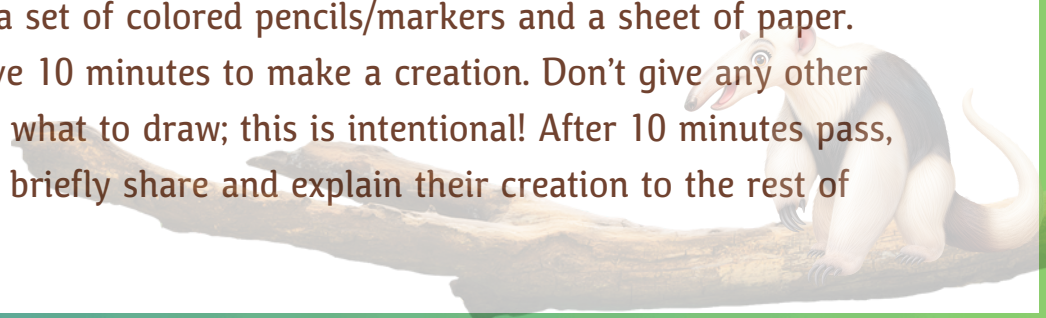 a set of colored pencils/markers and a sheet of paper.
ve 10 minutes to make a creation. Don’t give any other
what to draw; this is intentional! After 10 minutes pass,
briefly share and explain their creation to the rest of